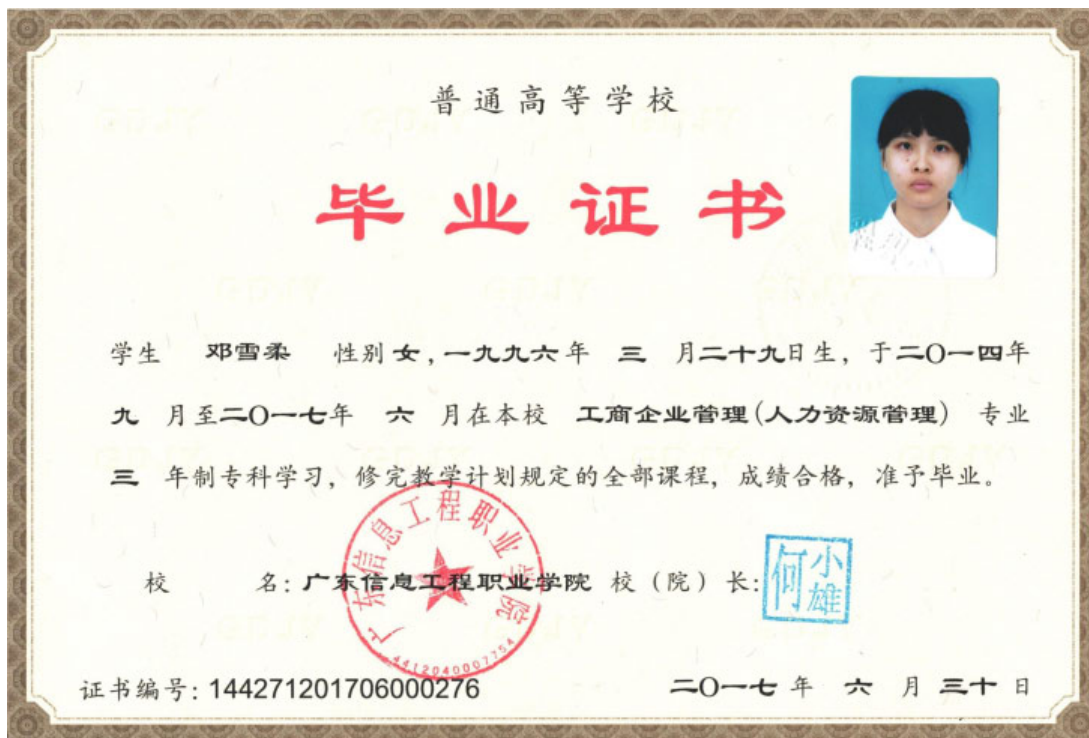 普通高等学校
毕业证书
学生 邓雪柔 性别女，一九九六年 三 月二十九日生，于二〇一四年
九 月至二〇一七年 六 月在本校 工商企业管理(人力资源管理) 专业
三 年制专科学习，修完教学计划规定的全部课程，成绩合格，准予毕业。
广东信息工程职业学院
4412040007754
校 名：广东信息工程职业学院 校（院）长：何小雄
证书编号：144271201706000276 二〇一七 年 六 月 三十 日